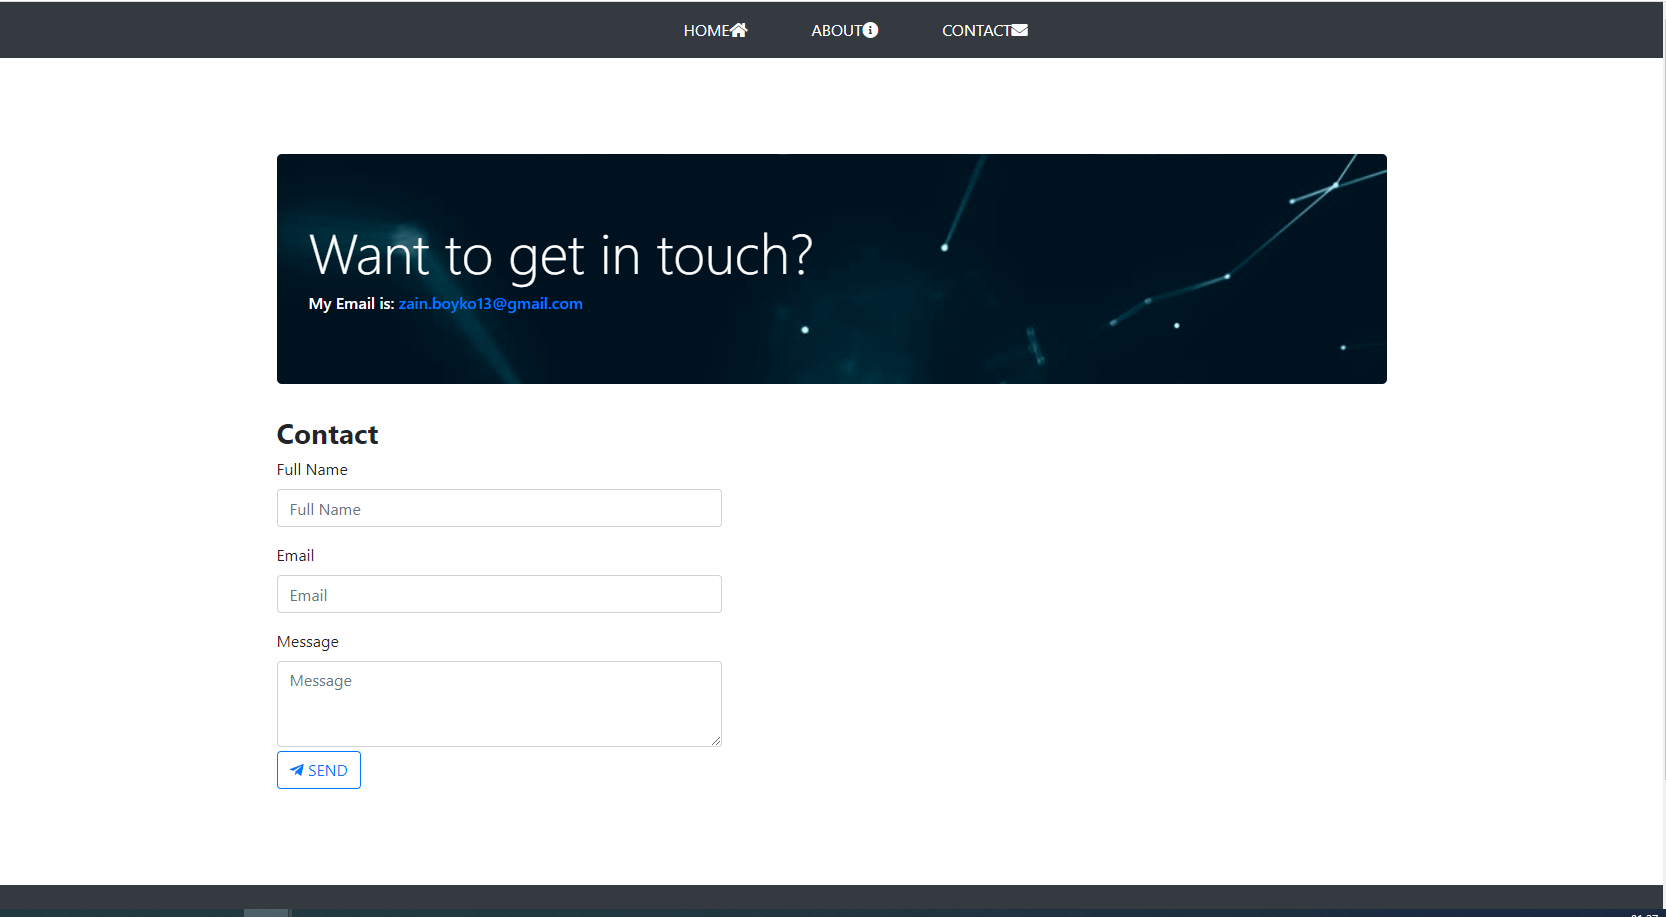 HOME ABOUT CONTACT
Want to get in touch?
My Email is: zain.boyko13@gmail.com
Contact
Full Name
Full Name
Email
Email
Message
Message
SEND